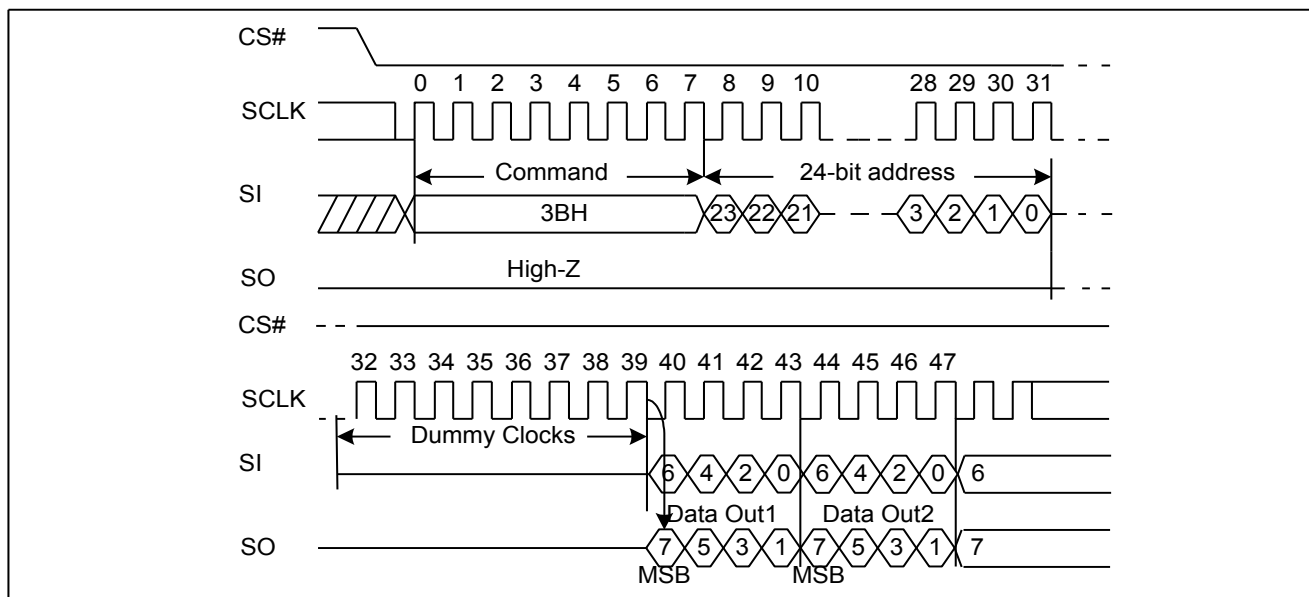 CS#
0 1 2 3 4 5 6 7 8 9 10 28 29 30 31
SCLK
Command 24-bit address
SI
3BH 23 22 21 3 2 1 0
High-Z
SO
CS#
32 33 34 35 36 37 38 39 40 41 42 43 44 45 46 47
SCLK
Dummy Clocks
SI
6 4 2 0 6 4 2 0 6
Data Out1 Data Out2
SO
7 5 3 1 7 5 3 1 7
MSB MSB